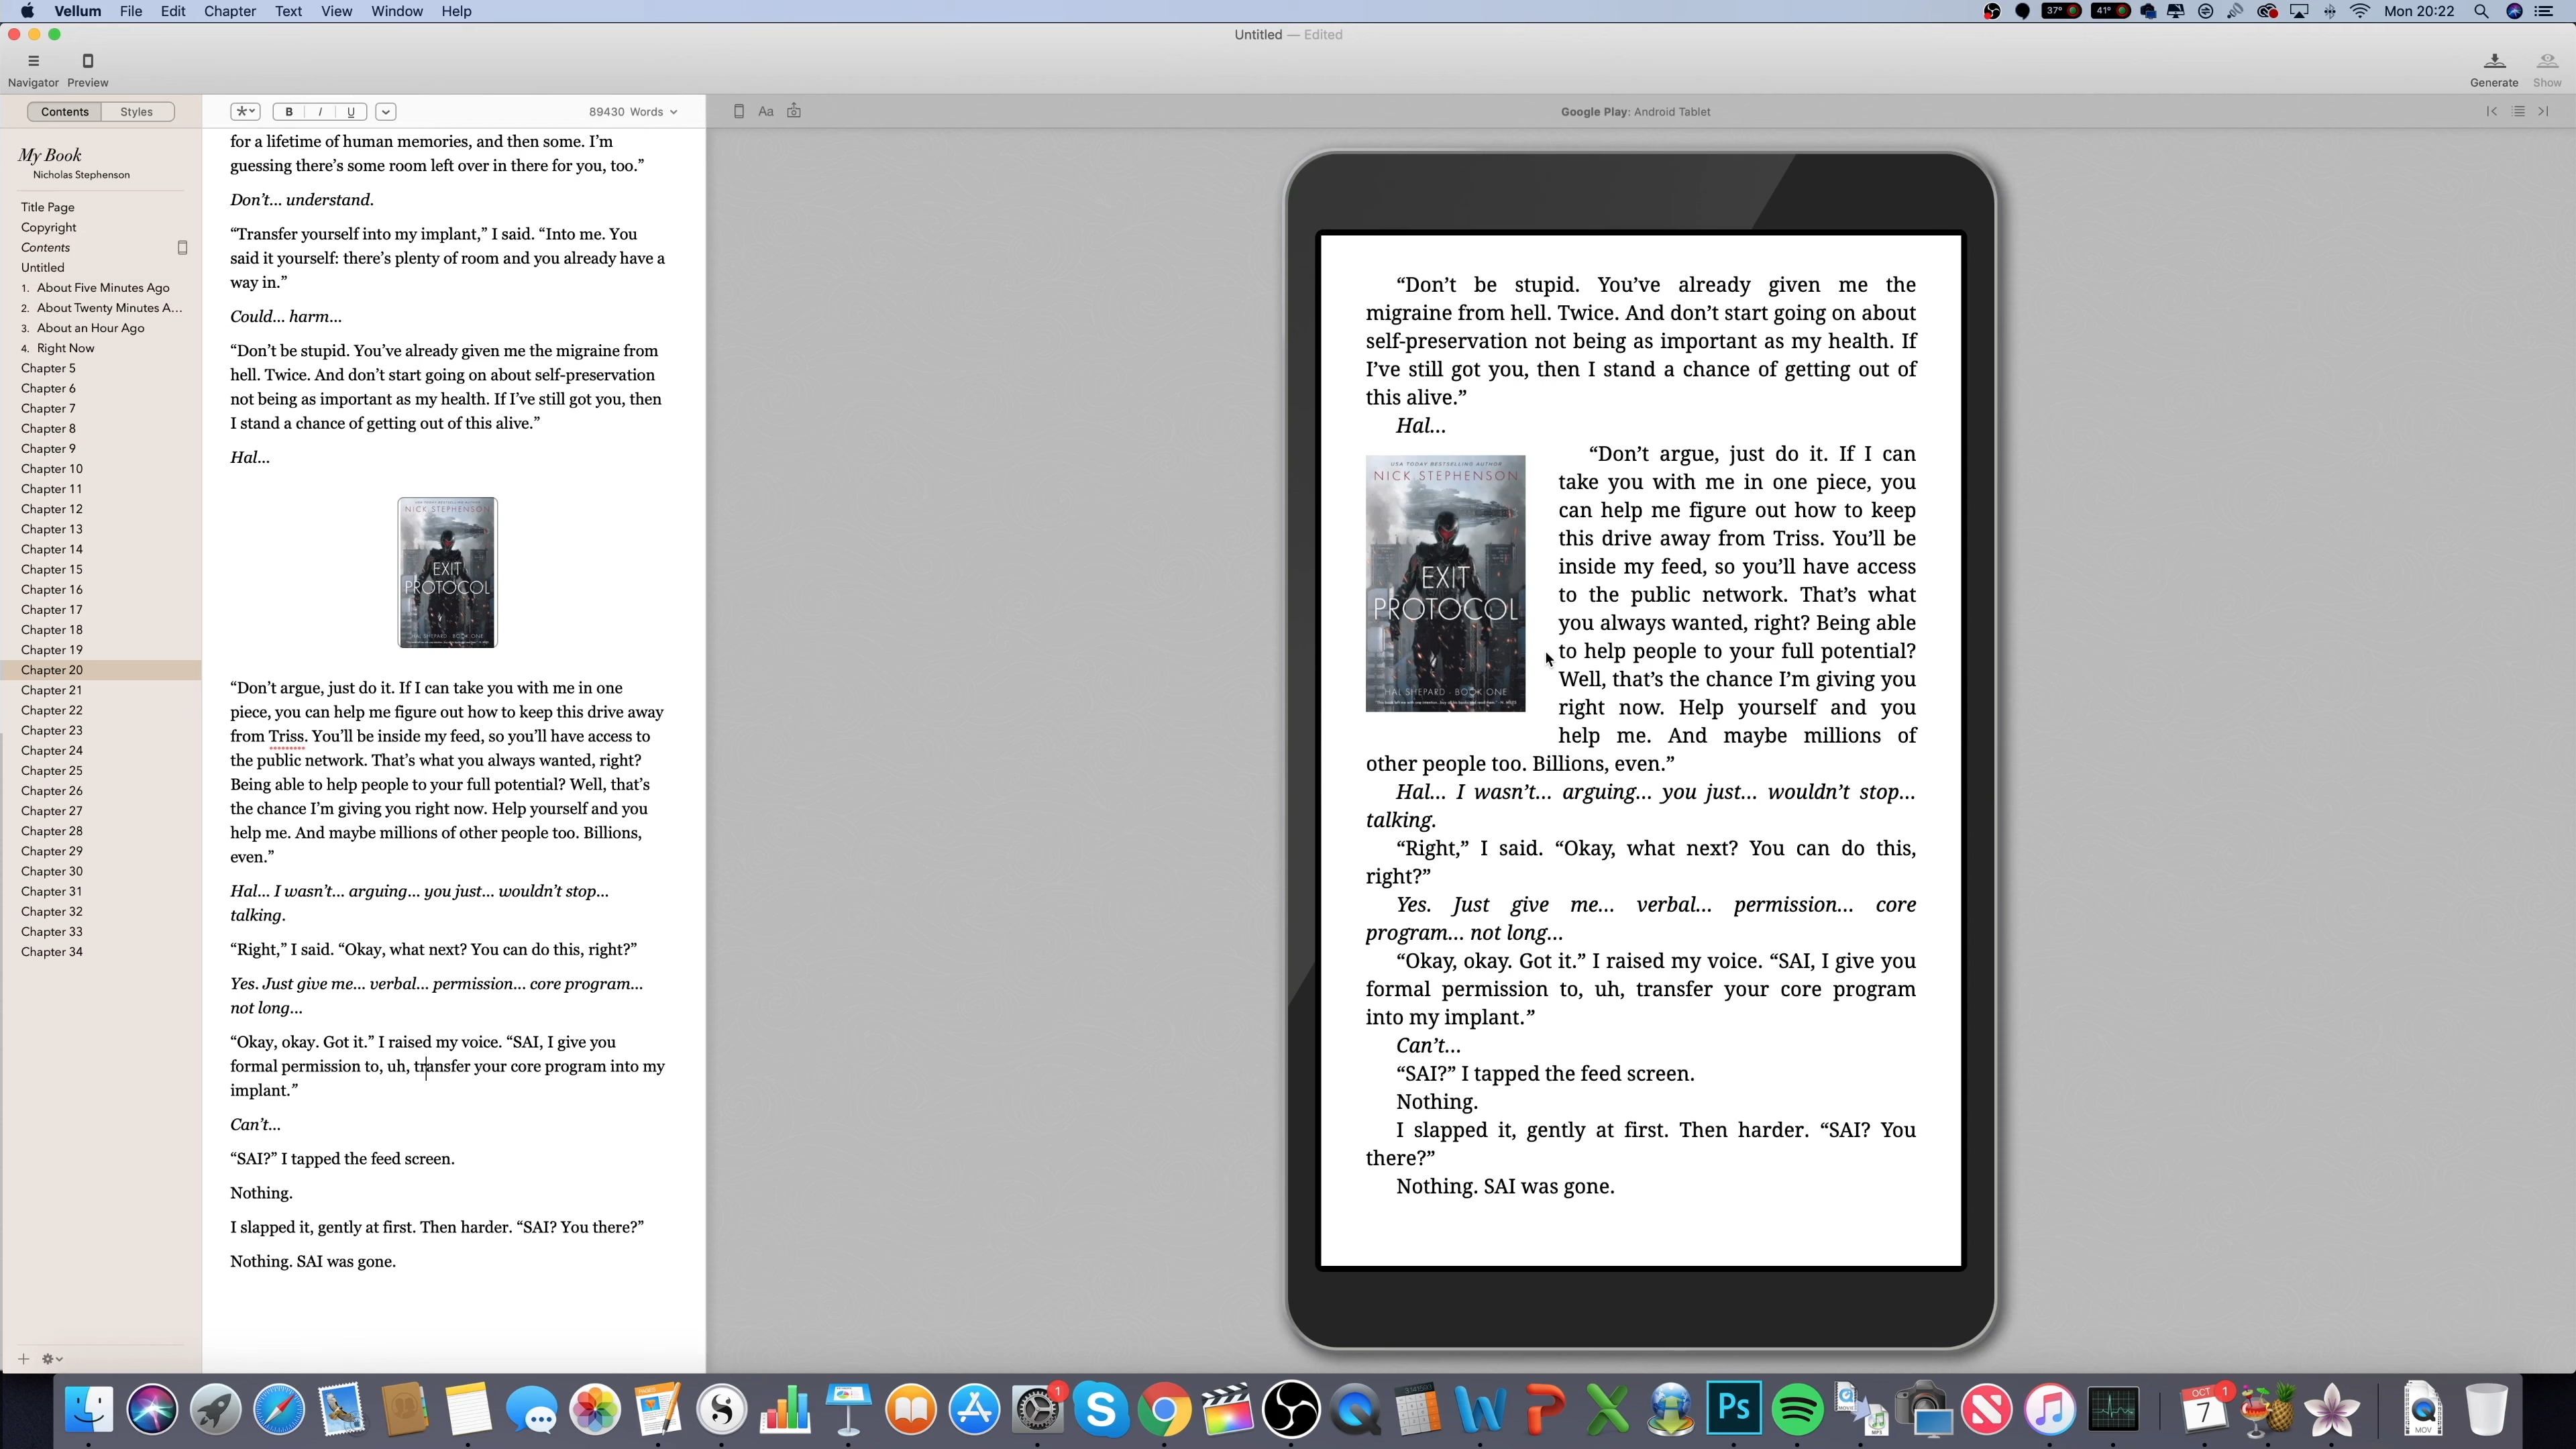 Vellum File Edit Chapter Text View Window Help
37° 41° Mon 20:22
Untitled — Edited
Navigator Preview
Generate Show
Contents Styles
B I U
89430 Words
Aa
Google Play: Android Tablet
My Book
Nicholas Stephenson
Title Page
Copyright
Contents
Untitled
1. About Five Minutes Ago
2. About Twenty Minutes A...
3. About an Hour Ago
4. Right Now
Chapter 5
Chapter 6
Chapter 7
Chapter 8
Chapter 9
Chapter 10
Chapter 11
Chapter 12
Chapter 13
Chapter 14
Chapter 15
Chapter 16
Chapter 17
Chapter 18
Chapter 19
Chapter 20
Chapter 21
Chapter 22
Chapter 23
Chapter 24
Chapter 25
Chapter 26
Chapter 27
Chapter 28
Chapter 29
Chapter 30
Chapter 31
Chapter 32
Chapter 33
Chapter 34
for a lifetime of human memories, and then some. I’m
guessing there’s some room left over in there for you, too.”
Don’t... understand.
“Transfer yourself into my implant,” I said. “Into me. You
said it yourself: there’s plenty of room and you already have a
way in.”
Could... harm...
“Don’t be stupid. You’ve already given me the migraine from
hell. Twice. And don’t start going on about self-preservation
not being as important as my health. If I’ve still got you, then
I stand a chance of getting out of this alive.”
Hal...
NICK STEPHENSON
EXIT
PROTOCOL
HAL SHEPARD · BOOK ONE
“Don’t argue, just do it. If I can take you with me in one
piece, you can help me figure out how to keep this drive away
from Triss. You’ll be inside my feed, so you’ll have access to
the public network. That’s what you always wanted, right?
Being able to help people to your full potential? Well, that’s
the chance I’m giving you right now. Help yourself and you
help me. And maybe millions of other people too. Billions,
even.”
Hal... I wasn’t... arguing... you just... wouldn’t stop...
talking.
“Right,” I said. “Okay, what next? You can do this, right?”
Yes. Just give me... verbal... permission... core program...
not long...
“Okay, okay. Got it.” I raised my voice. “SAI, I give you
formal permission to, uh, transfer your core program into my
implant.”
Can’t...
“SAI?” I tapped the feed screen.
Nothing.
I slapped it, gently at first. Then harder. “SAI? You there?”
Nothing. SAI was gone.
“Don’t be stupid. You’ve already given me the
migraine from hell. Twice. And don’t start going on about
self-preservation not being as important as my health. If
I’ve still got you, then I stand a chance of getting out of
this alive.”
Hal...
USA TODAY BESTSELLING AUTHOR
NICK STEPHENSON
EXIT
PROTOCOL
HAL SHEPARD · BOOK ONE
“Don’t argue, just do it. If I can
take you with me in one piece, you
can help me figure out how to keep
this drive away from Triss. You’ll be
inside my feed, so you’ll have access
to the public network. That’s what
you always wanted, right? Being able
to help people to your full potential?
Well, that’s the chance I’m giving you
right now. Help yourself and you
help me. And maybe millions of
other people too. Billions, even.”
Hal... I wasn’t... arguing... you just... wouldn’t stop...
talking.
“Right,” I said. “Okay, what next? You can do this,
right?”
Yes. Just give me... verbal... permission... core
program... not long...
“Okay, okay. Got it.” I raised my voice. “SAI, I give you
formal permission to, uh, transfer your core program
into my implant.”
Can’t...
“SAI?” I tapped the feed screen.
Nothing.
I slapped it, gently at first. Then harder. “SAI? You
there?”
Nothing. SAI was gone.
PAGES
1
Ps
MP3
OCT
7
1
MOV